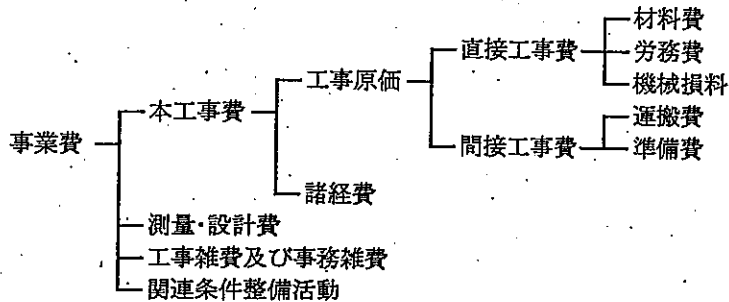 材料費
直接工事費
労務費
工事原価
機械損料
本工事費
運搬費
事業費
間接工事費
準備費
諸経費
測量・設計費
工事雑費及び事務雑費
関連条件整備活動